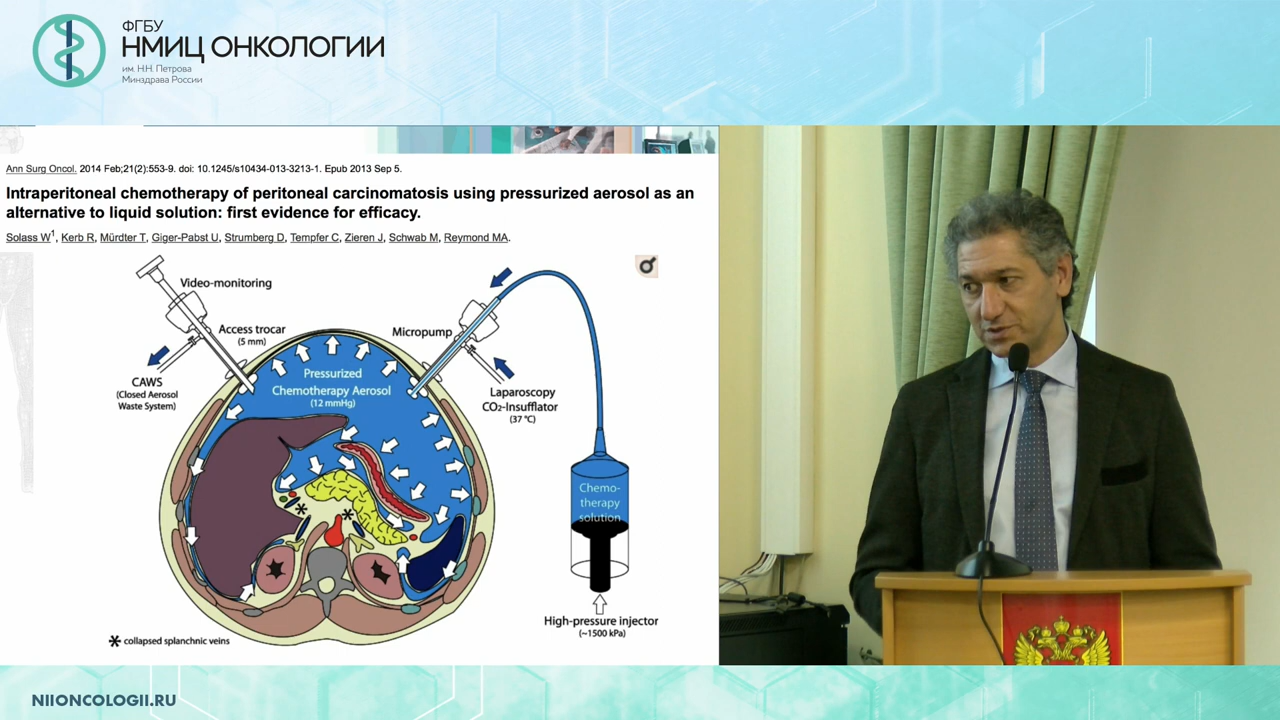 ФГБУ
НМИЦ ОНКОЛОГИИ
им. Н.Н. Петрова
Минздрава России
Ann Surg Oncol. 2014 Feb;21(2):553-9. doi: 10.1245/s10434-013-3213-1. Epub 2013 Sep 5.
Intraperitoneal chemotherapy of peritoneal carcinomatosis using pressurized aerosol as an
alternative to liquid solution: first evidence for efficacy.
Solass W1, Kerb R, Mürdter T, Giger-Pabst U, Strumberg D, Tempfer C, Zieren J, Schwab M, Reymond MA.
Video-monitoring
Access trocar
(5 mm)
Micropump
CAWS
(Closed Aerosol
Waste System)
Pressurized
Chemotherapy Aerosol
(12 mmHg)
Laparoscopy
CO2-Insufflator
(37 °C)
Chemo-
therapy
solution
High-pressure injector
(~1500 kPa)
* collapsed splanchnic veins
NIIONCOLOGII.RU